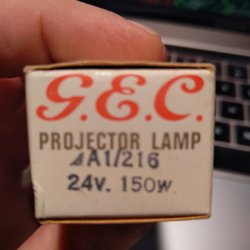 G.E.C.
PROJECTOR LAMP
A1/216
24V. 150W.